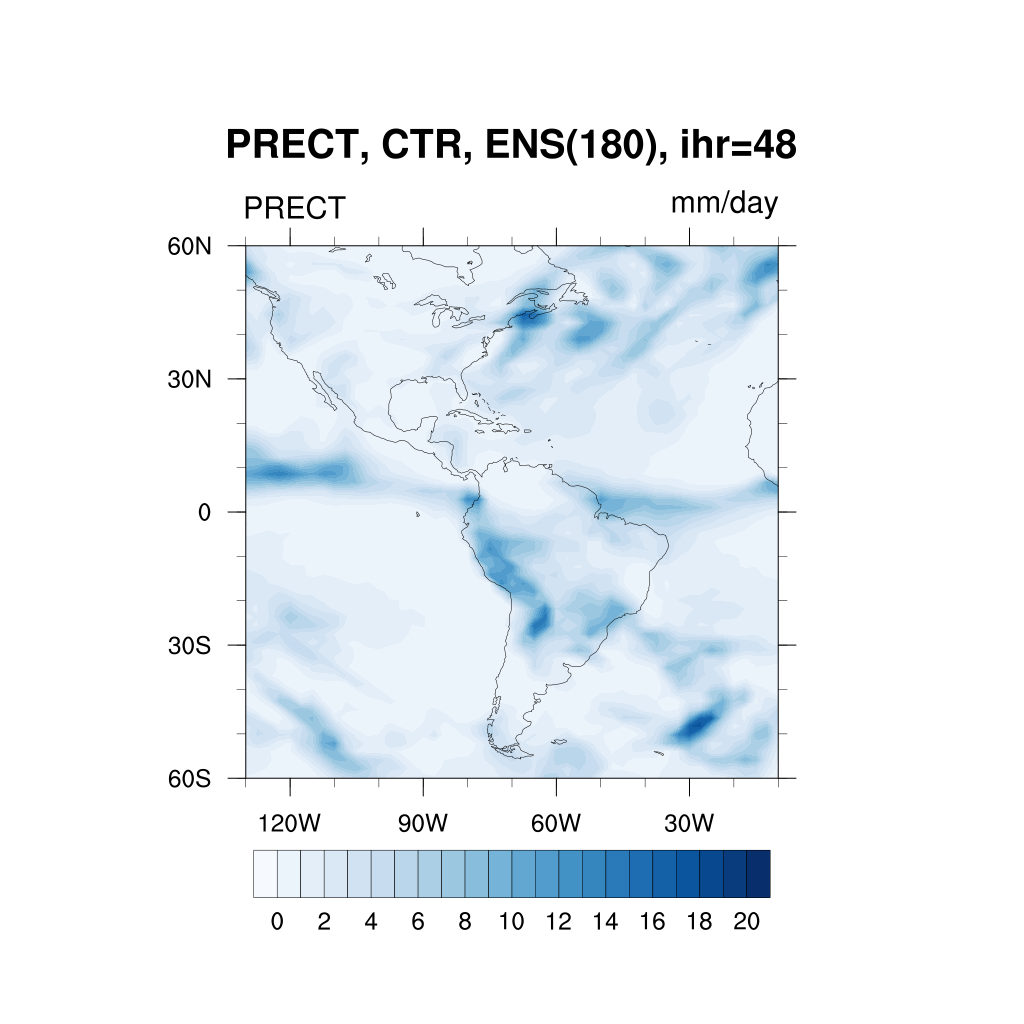 PRECT, CTR, ENS(180), ihr=48
PRECT mm/day
60N
30N
0
30S
60S
120W 90W 60W 30W
0 2 4 6 8 10 12 14 16 18 20